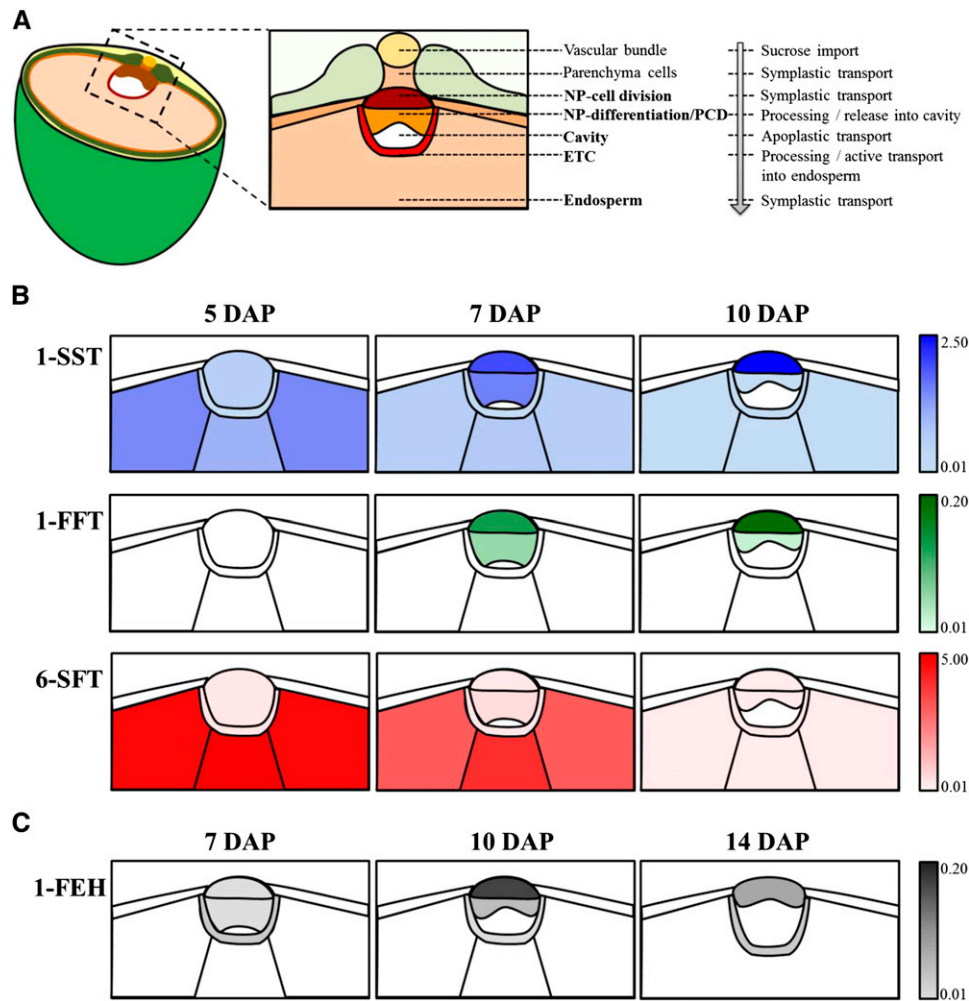 A
Vascular bundle
Sucrose import
Parenchyma cells
Symplastic transport
NP-cell division
Symplastic transport
NP-differentiation/PCD
Processing / release into cavity
Cavity
Apoplastic transport
ETC
Processing / active transport
into endosperm
Endosperm
Symplastic transport
B
5 DAP
7 DAP
10 DAP
1-SST
2.50
0.01
1-FFT
0.20
0.01
6-SFT
5.00
0.01
C
7 DAP
10 DAP
14 DAP
1-FEH
0.20
0.01